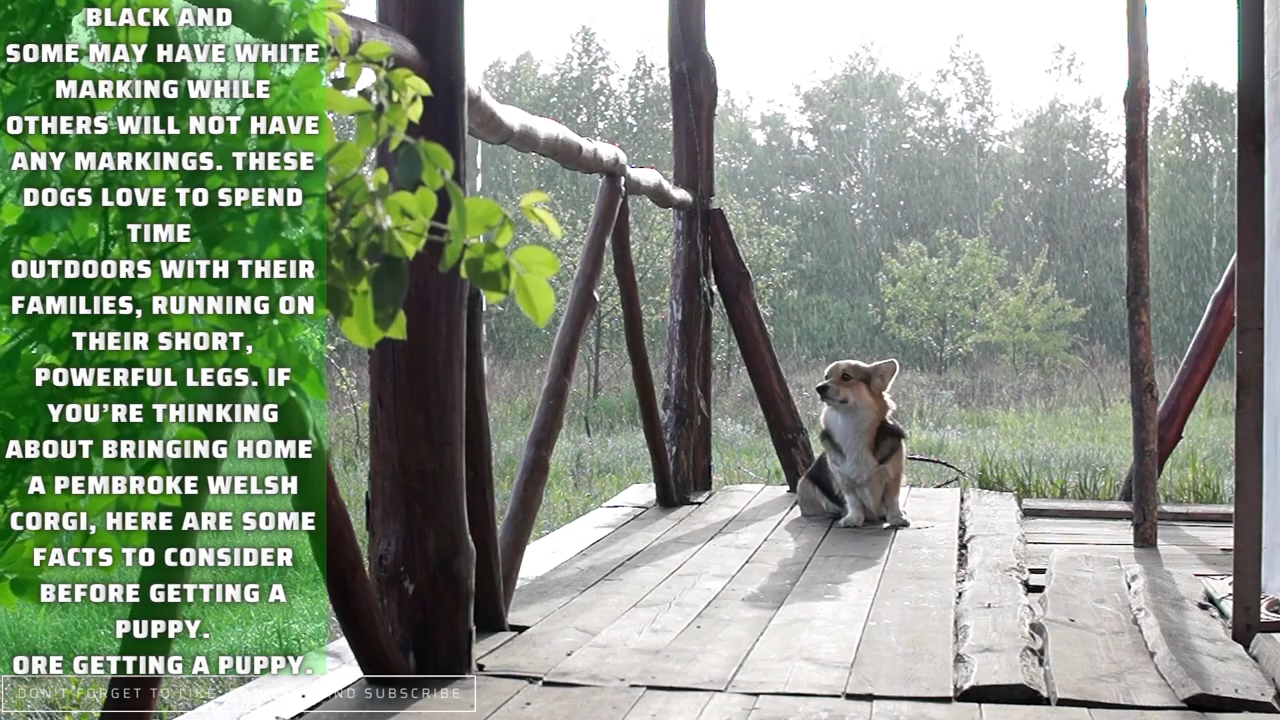 BLACK AND
SOME MAY HAVE WHITE
MARKING WHILE
OTHERS WILL NOT HAVE
ANY MARKINGS. THESE
DOGS LOVE TO SPEND
TIME
OUTDOORS WITH THEIR
FAMILIES, RUNNING ON
THEIR SHORT,
POWERFUL LEGS. IF
YOU’RE THINKING
ABOUT BRINGING HOME
A PEMBROKE WELSH
CORGI, HERE ARE SOME
FACTS TO CONSIDER
BEFORE GETTING A
PUPPY.
ORE GETTING A PUPPY.
DON'T FORGET TO LIKE AND SUBSCRIBE